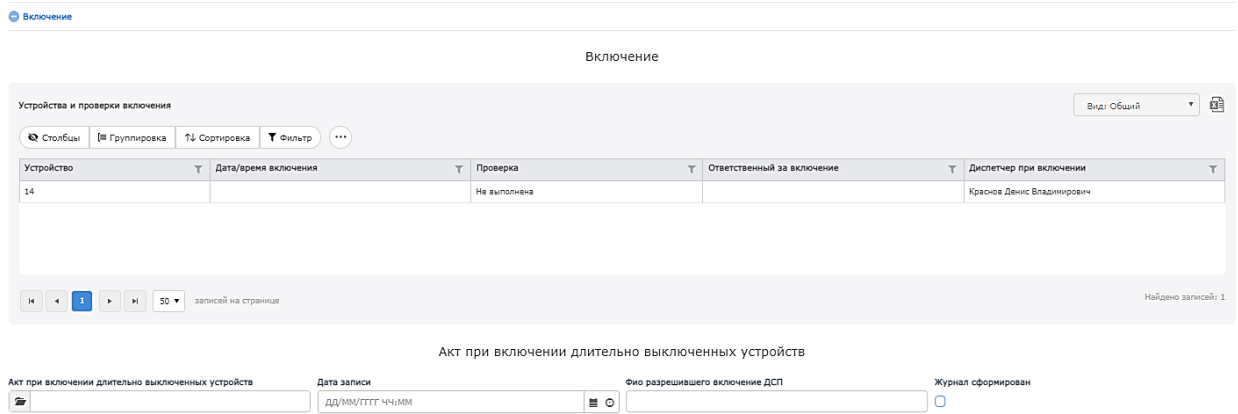 Включение
Включение
Устройства и проверки включения
Вид: Общий
Столбцы Группировка Сортировка Фильтр
Устройство Дата/время включения Проверка Ответственный за включение Диспетчер при включении
14 Не выполнена Краснов Денис Владимирович
1 50 записей на странице Найдено записей: 1
Акт при включении длительно выключенных устройств
Акт при включении длительно выключенных устройств Дата записи Фио разрешившего включение ДСП Журнал сформирован
ДД/ММ/ГГГГ ЧЧ:ММ